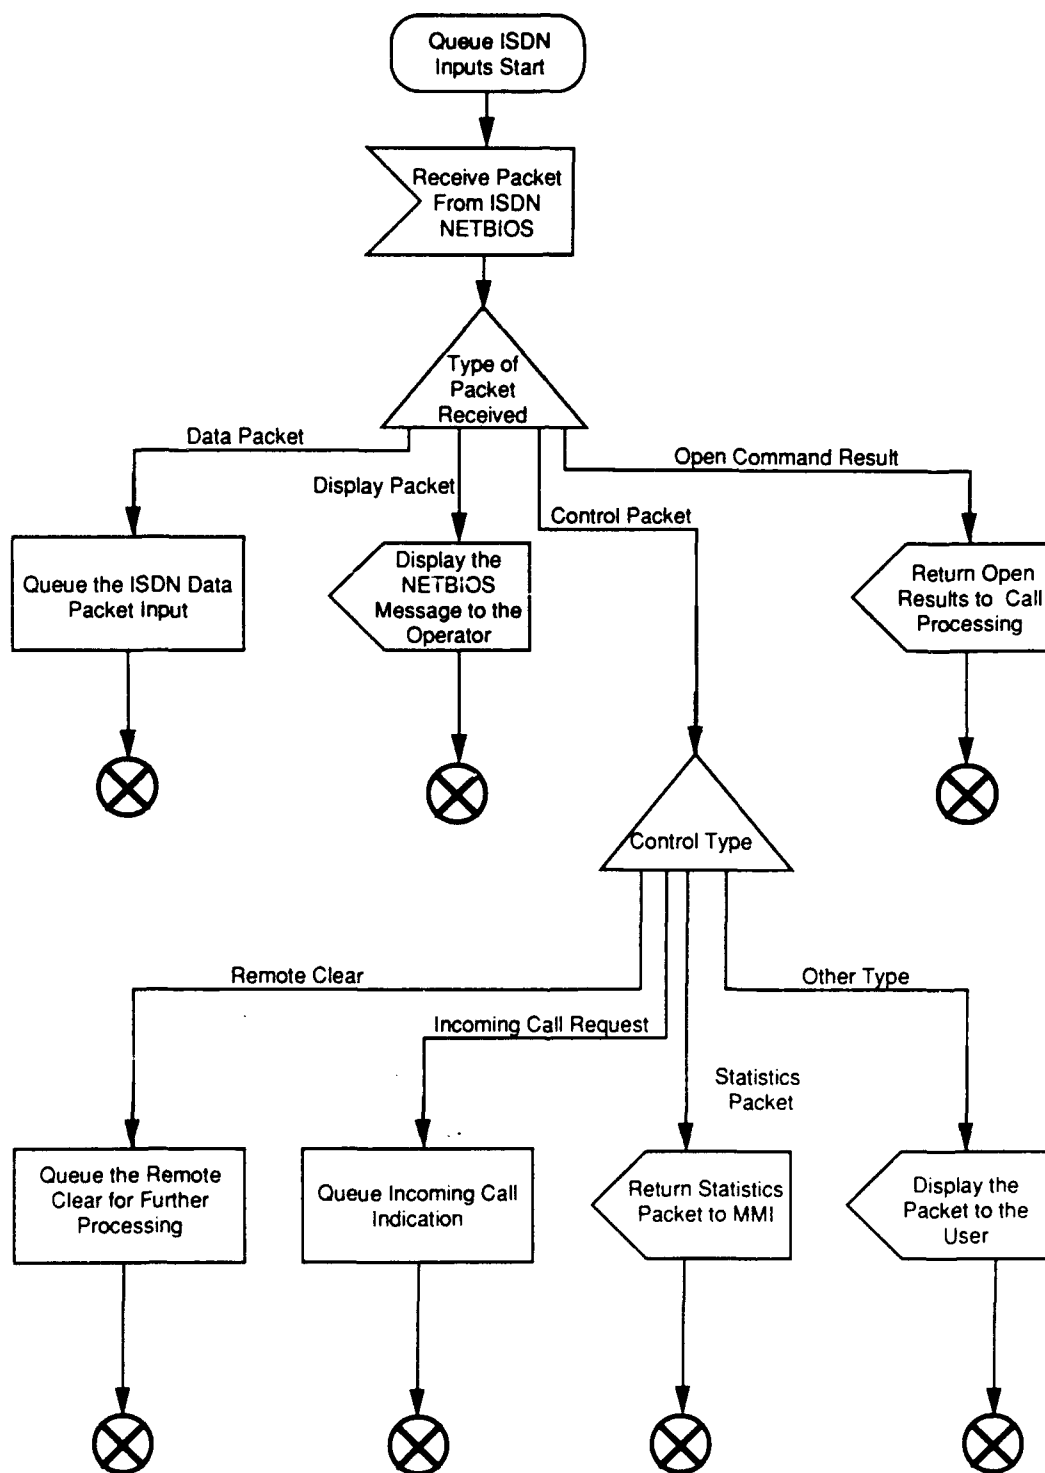 Queue ISDN
Inputs Start
Receive Packet
From ISDN
NETBIOS
Type of
Packet
Received
Data Packet
Display Packet
Control Packet
Open Command Result
Queue the ISDN Data
Packet Input
Display the
NETBIOS
Message to the
Operator
Return Open
Results to Call
Processing
Control Type
Remote Clear
Incoming Call Request
Statistics
Packet
Other Type
Queue the Remote
Clear for Further
Processing
Queue Incoming Call
Indication
Return Statistics
Packet to MMI
Display the
Packet to the
User